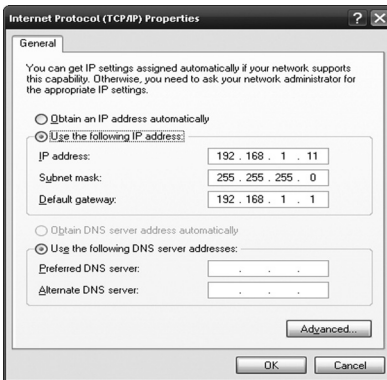 Internet Protocol (TCP/IP) Properties
General
You can get IP settings assigned automatically if your network supports
this capability. Otherwise, you need to ask your network administrator for
the appropriate IP settings.
Obtain an IP address automatically
Use the following IP address:
IP address: 192 . 168 . 1 . 11
Subnet mask: 255 . 255 . 255 . 0
Default gateway: 192 . 168 . 1 . 1
Obtain DNS server address automatically
Use the following DNS server addresses:
Preferred DNS server: . . .
Alternate DNS server: . . .
Advanced...
OK Cancel